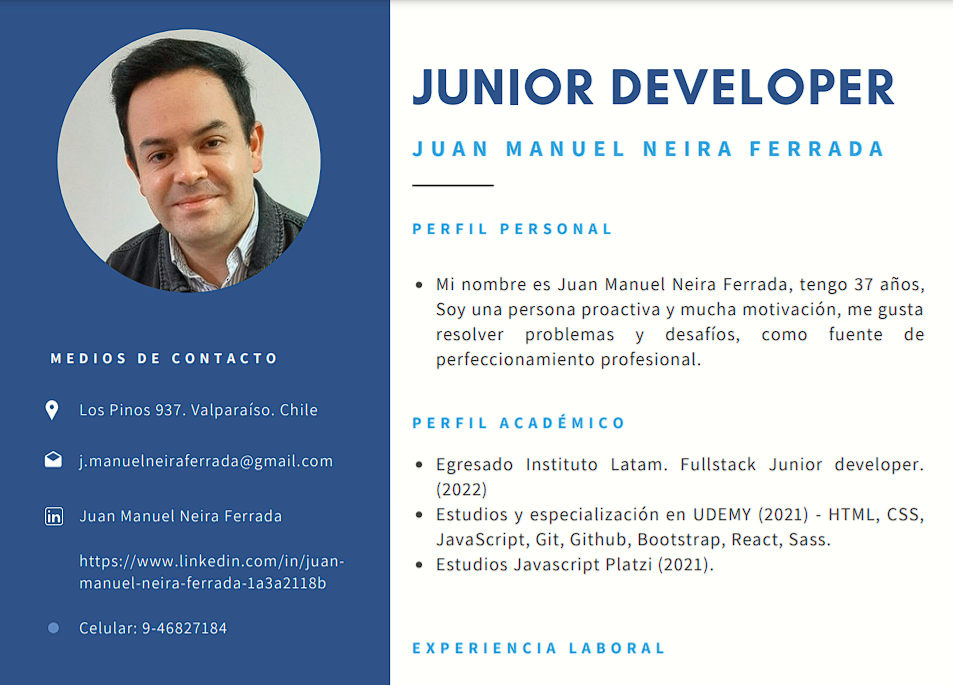 JUNIOR DEVELOPER
JUAN MANUEL NEIRA FERRADA
PERFIL PERSONAL
Mi nombre es Juan Manuel Neira Ferrada, tengo 37 años,
Soy una persona proactiva y mucha motivación, me gusta
resolver problemas y desafíos, como fuente de
perfeccionamiento profesional.
MEDIOS DE CONTACTO
Los Pinos 937. Valparaíso. Chile
j.manuelneiraferrada@gmail.com
in
Juan Manuel Neira Ferrada
https://www.linkedin.com/in/juan-
manuel-neira-ferrada-1a3a2118b
Celular: 9-46827184
PERFIL ACADÉMICO
Egresado Instituto Latam. Fullstack Junior developer.
(2022)
Estudios y especialización en UDEMY (2021) - HTML, CSS,
JavaScript, Git, Github, Bootstrap, React, Sass.
Estudios Javascript Platzi (2021).
EXPERIENCIA LABORAL